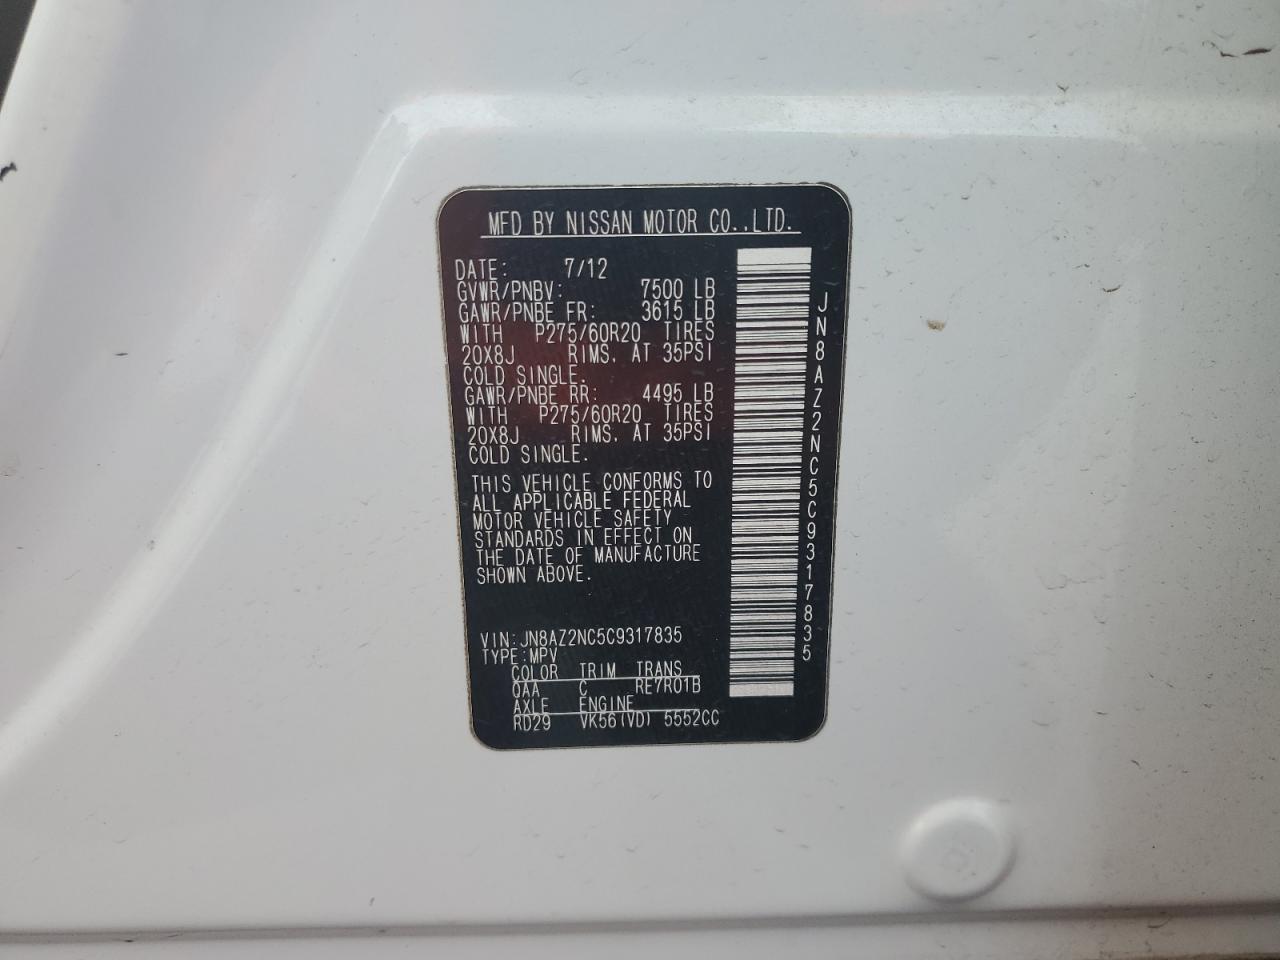 MFD BY NISSAN MOTOR CO.,LTD.
DATE: 7/12
GVWR/PNBV: 7500 LB
GAWR/PNBE FR: 3615 LB
WITH P275/60R20 TIRES
20X8J RIMS. AT 35PSI
COLD SINGLE.
GAWR/PNBE RR: 4495 LB
WITH P275/60R20 TIRES
20X8J RIMS. AT 35PSI
COLD SINGLE.
THIS VEHICLE CONFORMS TO
ALL APPLICABLE FEDERAL
MOTOR VEHICLE SAFETY
STANDARDS IN EFFECT ON
THE DATE OF MANUFACTURE
SHOWN ABOVE.
VIN:JN8AZ2NC5C9317835
TYPE:MPV
COLOR TRIM TRANS
QAA C RE7R01B
AXLE ENGINE
RD29 VK56(VD) 5552CC
JN8AZ2NC5C9317835